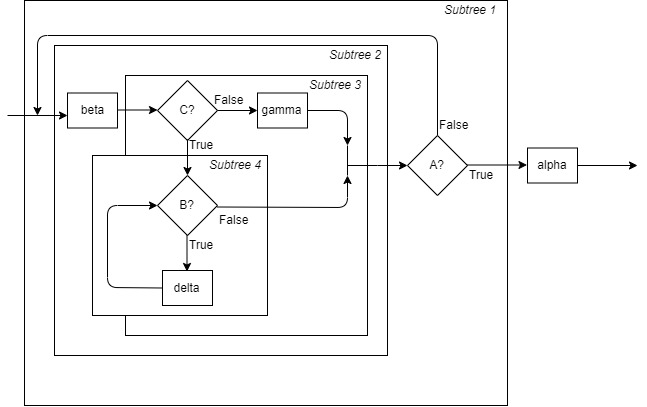 Subtree 1
Subtree 2
Subtree 3
beta
C?
False
gamma
True
Subtree 4
False
A?
True
alpha
B?
False
True
delta